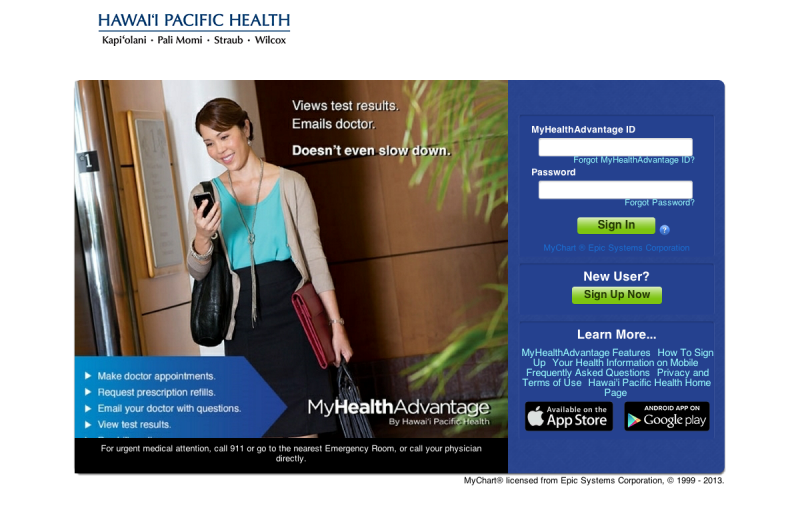 HAWAI'I PACIFIC HEALTH
Kapi'olani · Pali Momi · Straub · Wilcox
Views test results.
Emails doctor.
Doesn't even slow down.
1
Make doctor appointments.
Request prescription refills.
Email your doctor with questions.
View test results.
MyHealthAdvantage
By Hawai'i Pacific Health
For urgent medical attention, call 911 or go to the nearest Emergency Room, or call your physician
directly.
MyHealthAdvantage ID
Forgot MyHealthAdvantage ID?
Password
Forgot Password?
Sign In
?
MyChart ® Epic Systems Corporation
New User?
Sign Up Now
Learn More...
MyHealthAdvantage Features How To Sign
Up Your Health Information on Mobile
Frequently Asked Questions Privacy and
Terms of Use Hawai'i Pacific Health Home
Page
Available on the
App Store
ANDROID APP ON
Google play
MyChart® licensed from Epic Systems Corporation, © 1999 - 2013.